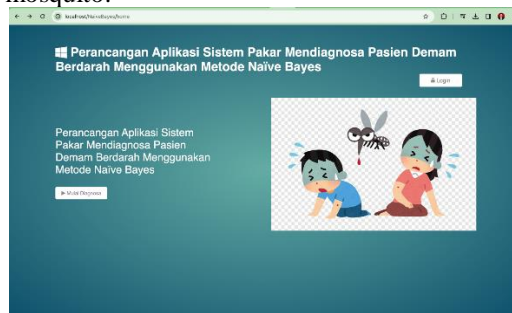 mosquito.
localhost/NaiveBayes/home
Perancangan Aplikasi Sistem Pakar Mendiagnosa Pasien Demam
Berdarah Menggunakan Metode Naïve Bayes
Login
Perancangan Aplikasi Sistem
Pakar Mendiagnosa Pasien
Demam Berdarah Menggunakan
Metode Naïve Bayes
Mulai Diagnosa